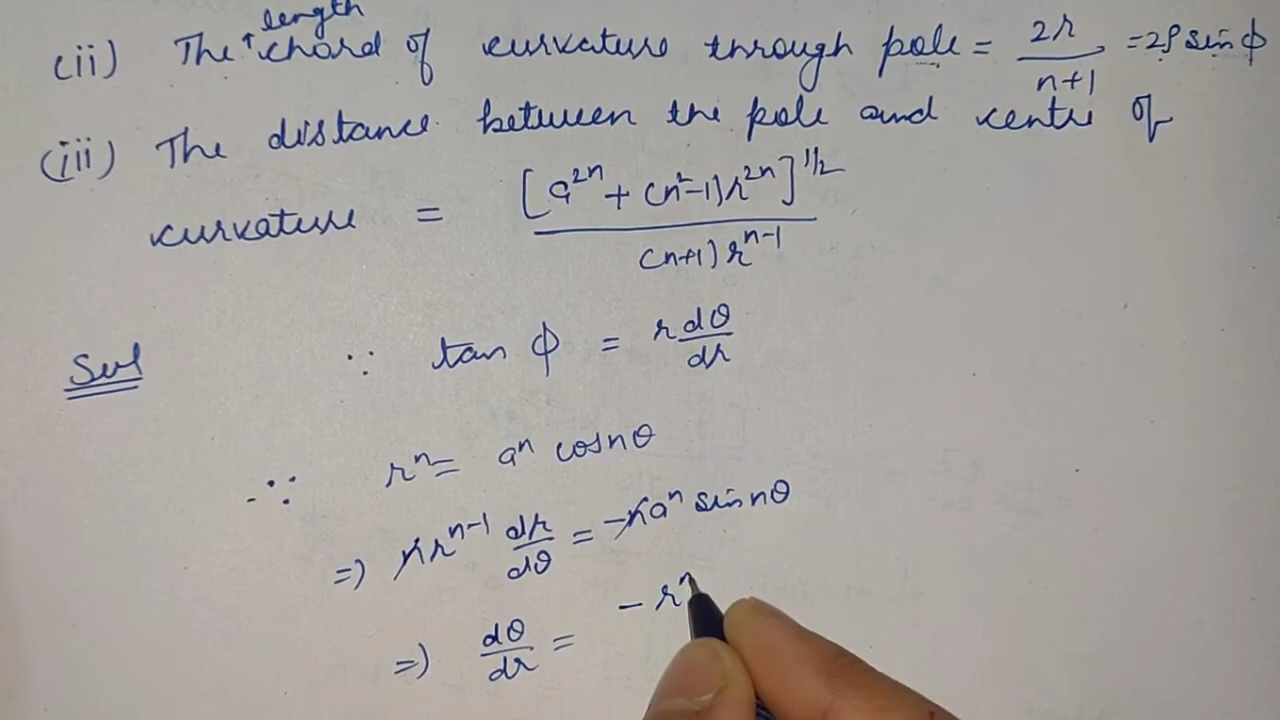 (ii) The ↑ length chord of curvature through pole = 2r/(n+1) = 2ρ sin ϕ
(iii) The distance between the pole and centre of
curvature = [a^{2n} + (n²-1)r^{2n}]^{1/2} / (n+1) r^{n-1}
Sol ∵ tan ϕ = r dθ/dr
∵ r^n = a^n cos nθ
⇒) n r^{n-1} dr/dθ = -n a^n sin nθ
⇒) dθ/dr = - r^n